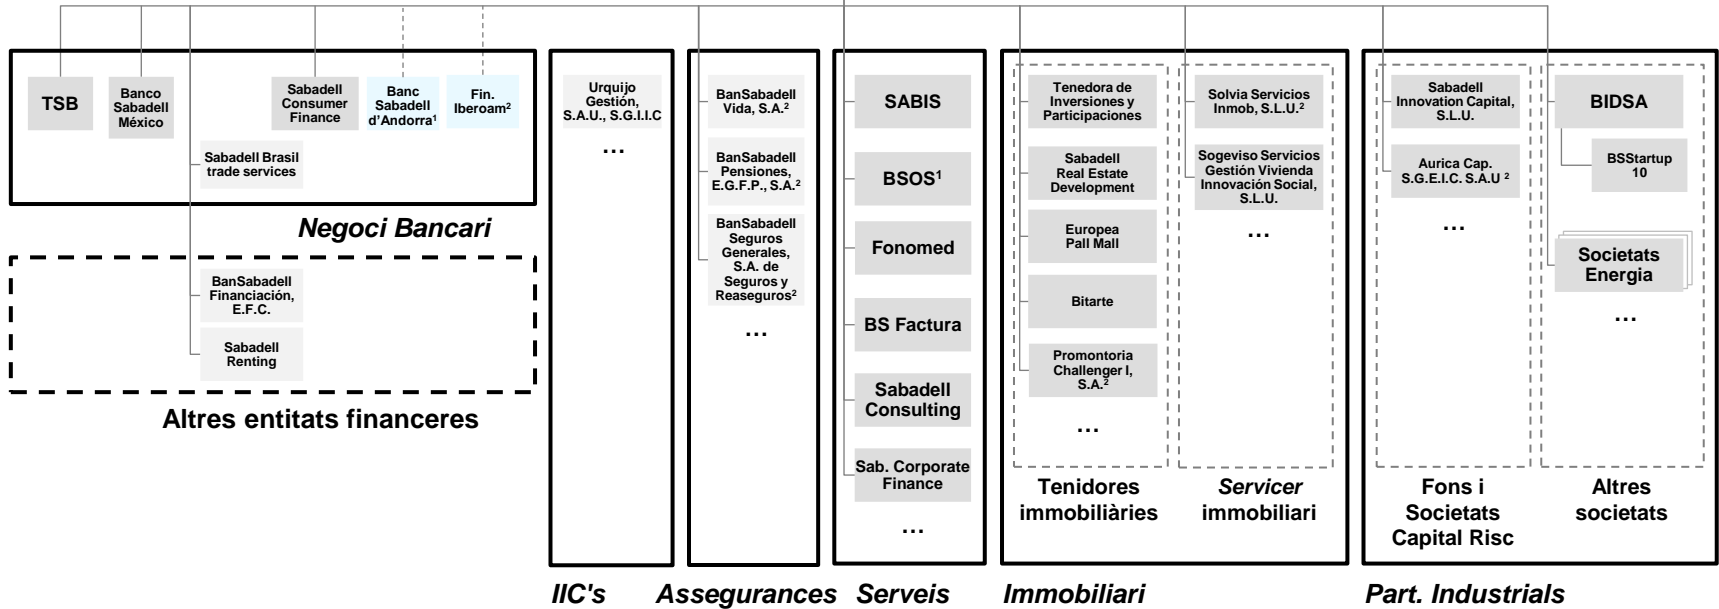 TSB
Banco
Sabadell
México
Sabadell
Consumer
Finance
Banc
Sabadell
d’Andorra¹
Fin.
Iberoam²
Sabadell Brasil
trade services
Negoci Bancari
BanSabadell
Financiación,
E.F.C.
Sabadell
Renting
Altres entitats financeres
Urquijo
Gestión,
S.A.U., S.G.I.I.C
...
IIC's
BanSabadell
Vida, S.A.²
BanSabadell
Pensiones,
E.G.F.P., S.A.²
BanSabadell
Seguros
Generales,
S.A. de
Seguros y
Reaseguros²
...
Assegurances
SABIS
BSOS¹
Fonomed
BS Factura
Sabadell
Consulting
Sab. Corporate
Finance
...
Serveis
Tenedora de
Inversiones y
Participaciones
Sabadell
Real Estate
Development
Europea
Pall Mall
Bitarte
Promontoria
Challenger I,
S.A.²
...
Tenidores
immobiliàries
Solvia Servicios
Inmob, S.L.U.²
Sogeviso Servicios
Gestión Vivienda
Innovación Social,
S.L.U.
...
Servicer
immobiliari
Immobiliari
Sabadell
Innovation Capital,
S.L.U.
Aurica Cap.
S.G.E.I.C. S.A.U ²
...
Fons i
Societats
Capital Risc
BIDSA
BSStartup
10
Societats
Energia
...
Altres
societats
Part. Industrials